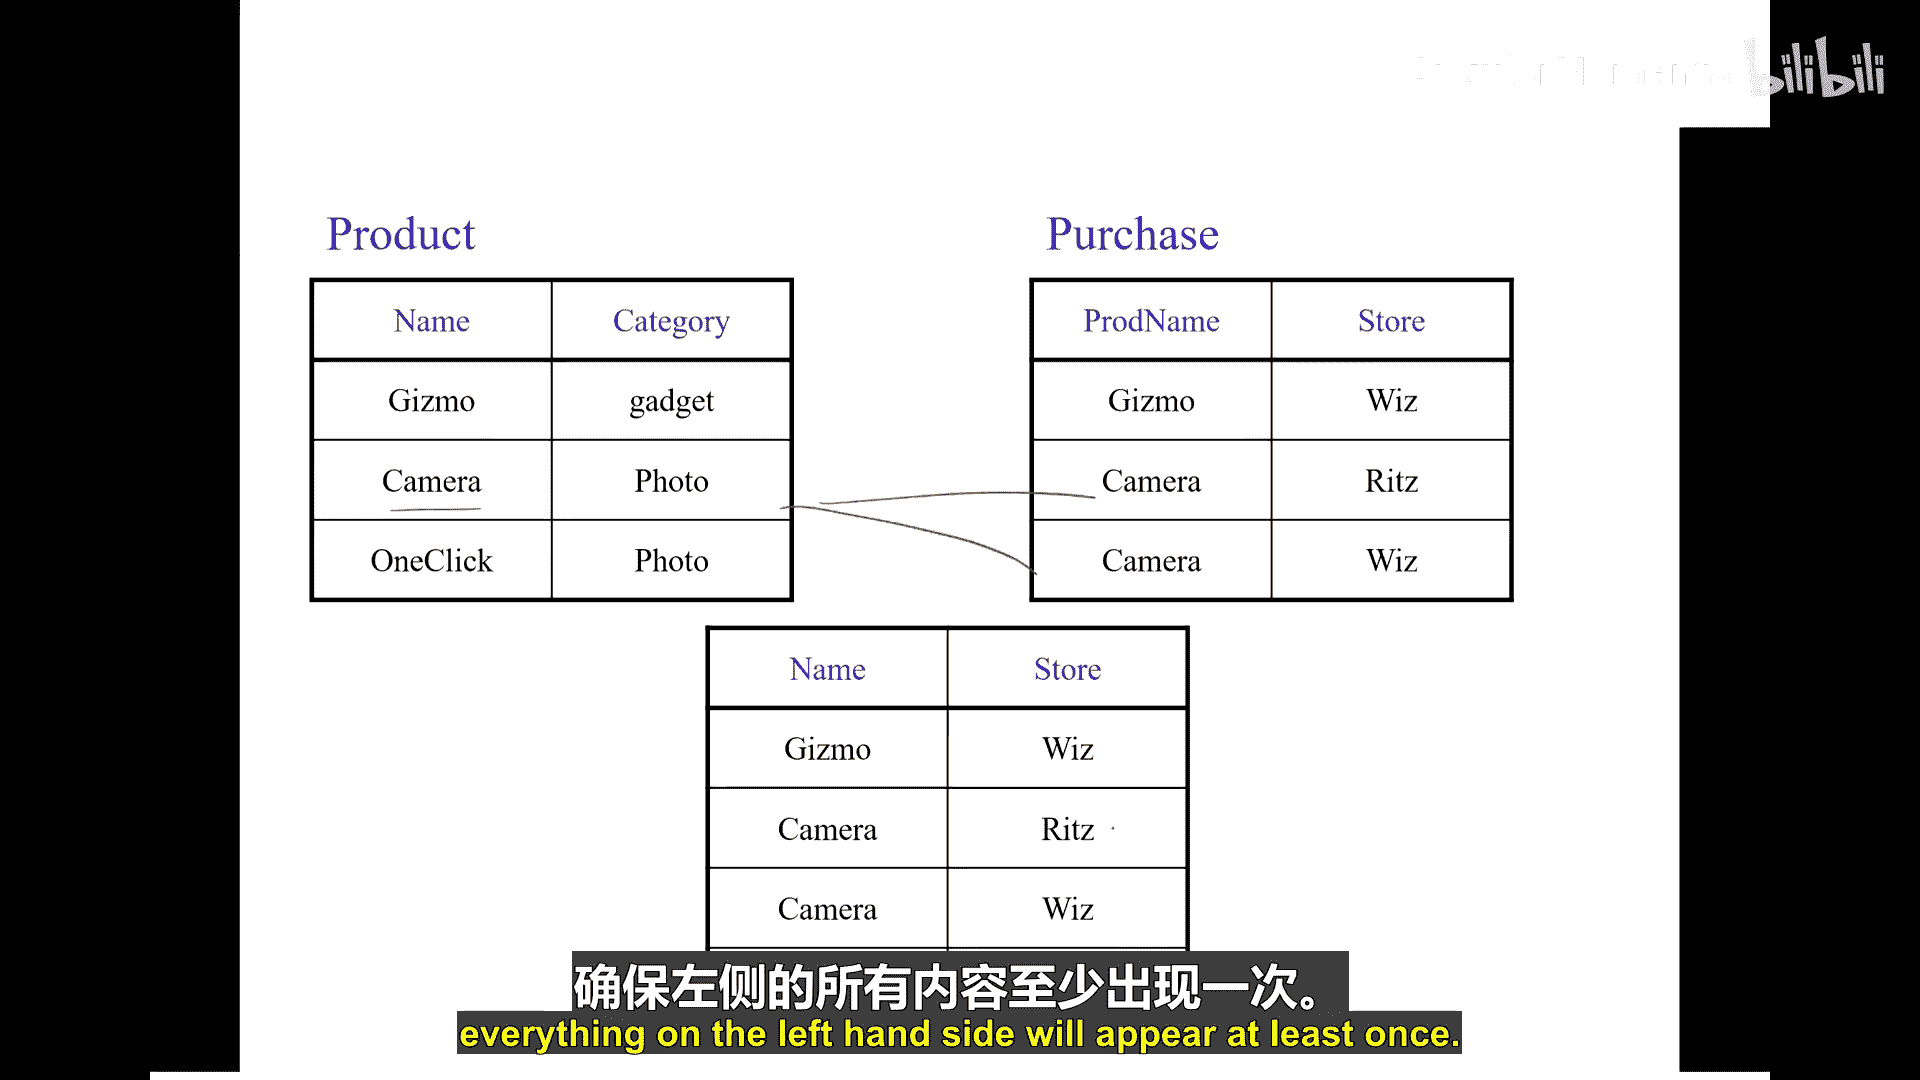 bilibili
Product
Purchase
Name Category
ProdName Store
Gizmo gadget
Gizmo Wiz
Camera Photo
Camera Ritz
OneClick Photo
Camera Wiz
Name Store
Gizmo Wiz
Camera Ritz
Camera Wiz
确保左侧的所有内容至少出现一次。
everything on the left hand side will appear at least once.